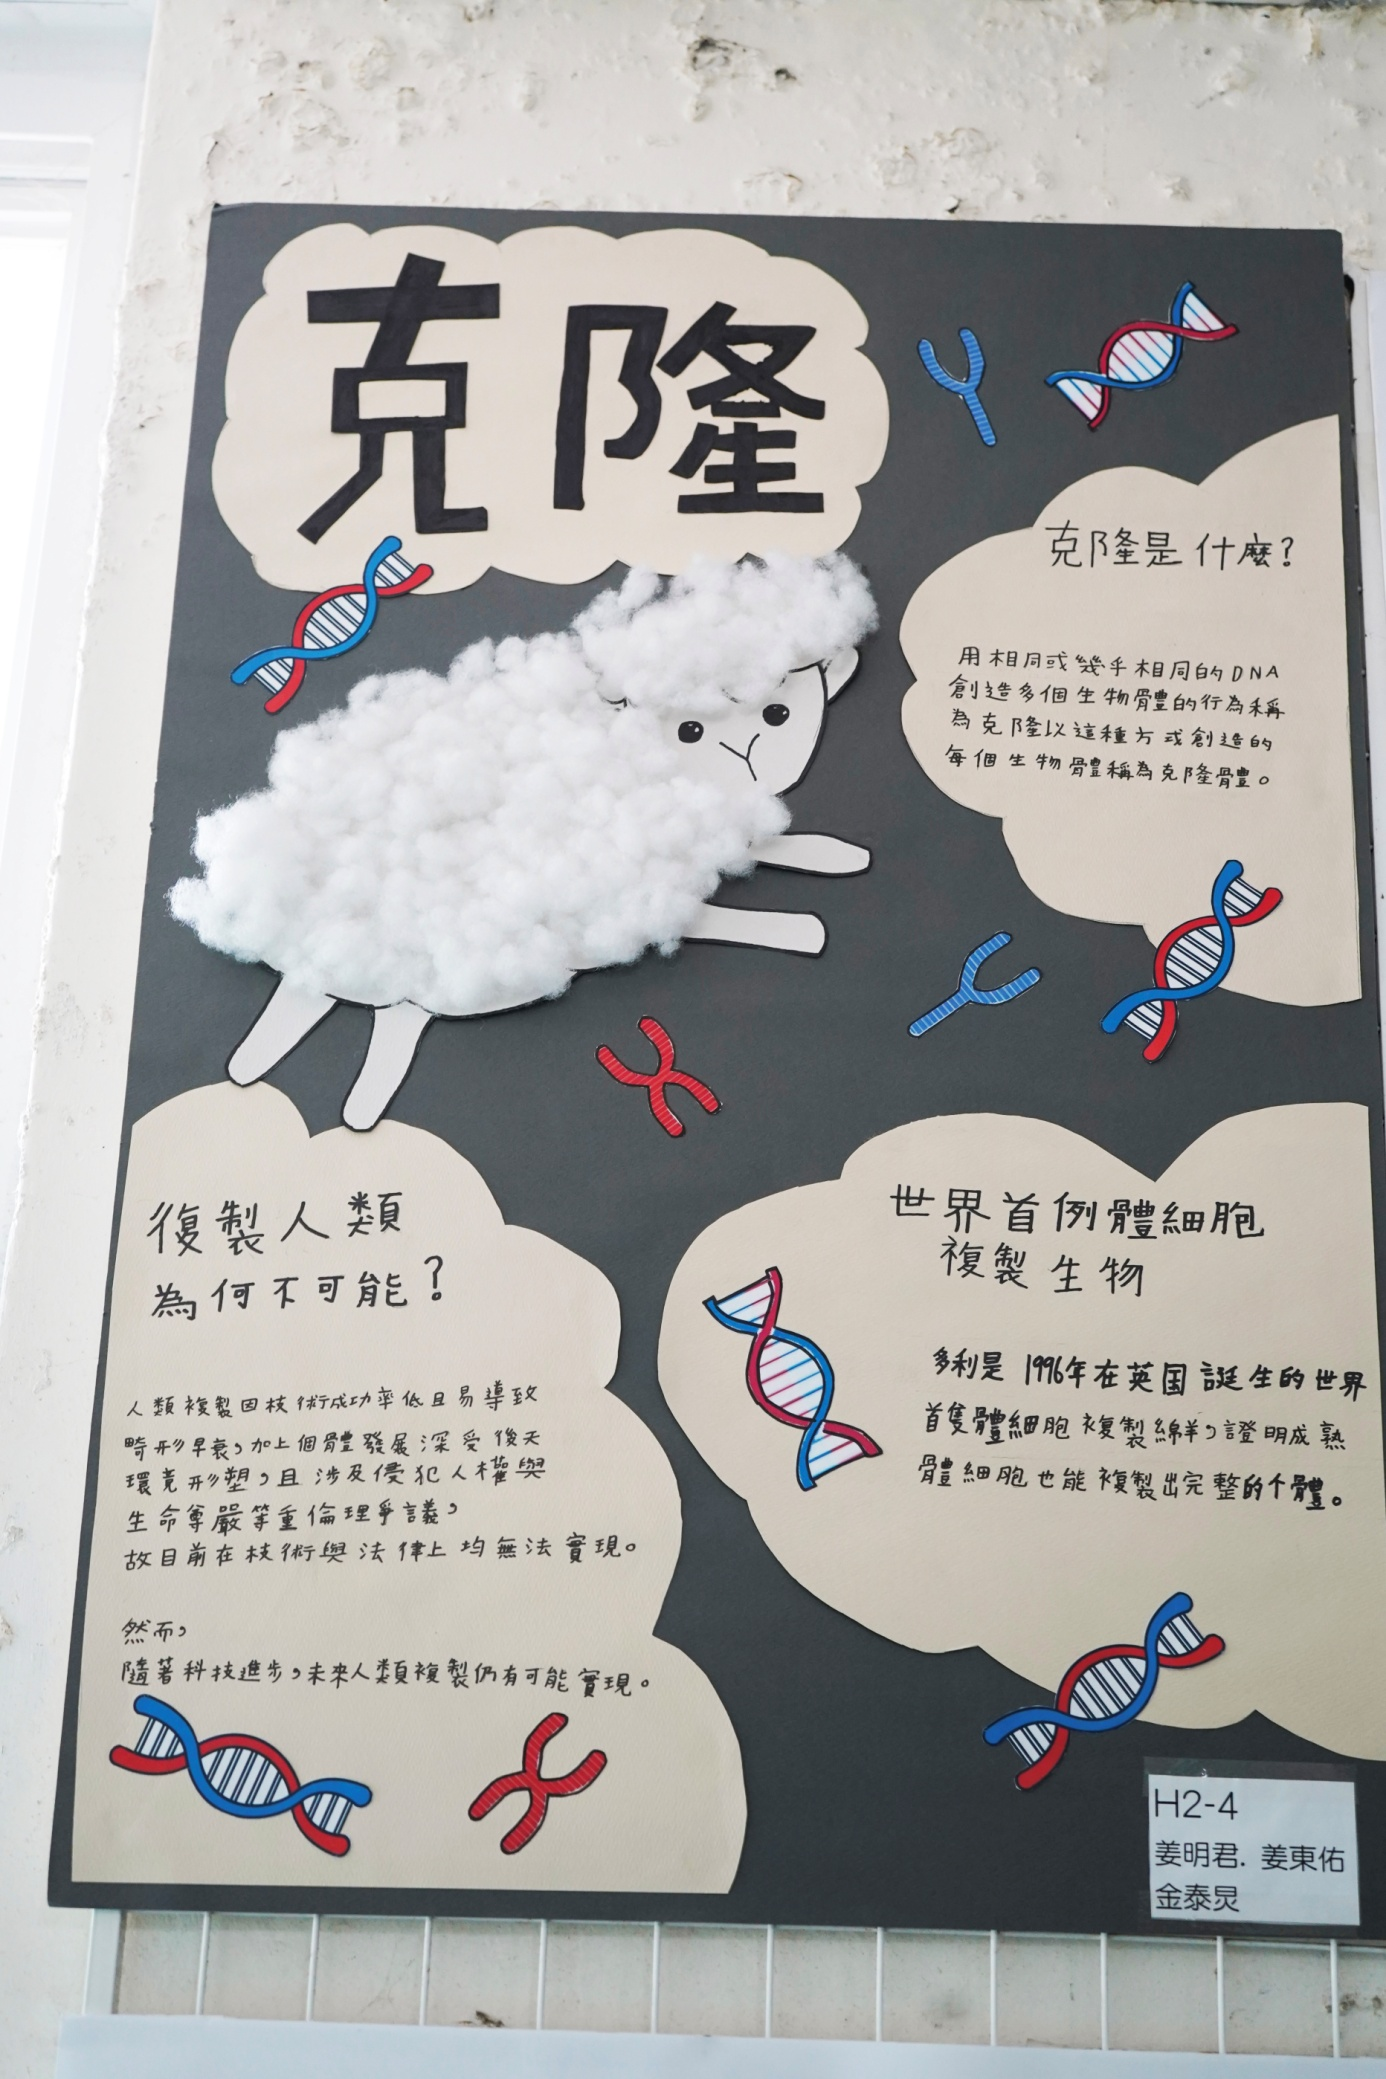 克隆
克隆是什麼?
用相同或幾乎相同的DNA
創造多個生物體的行為稱
為克隆以這種方式創造的
每個生物體稱為克隆體。
復製人類
為何不可能?
人類複製因技術成功率低且易導致
畸形早衰,加上個體發展深受後天
環竟形塑,且涉及侵犯人權與
生命尊嚴等重倫理爭議,
故目前在技術與法律上均無法實現。
然而,
隨著科技進步,未來人類複製仍有可能實現。
世界首例體細胞
複製生物
多利是1996年在英国誕生的世界
首隻體細胞複製綿羊,證明成熟
體細胞也能複製出完整的个體。
H2-4
姜明君. 姜東佑
金泰炅